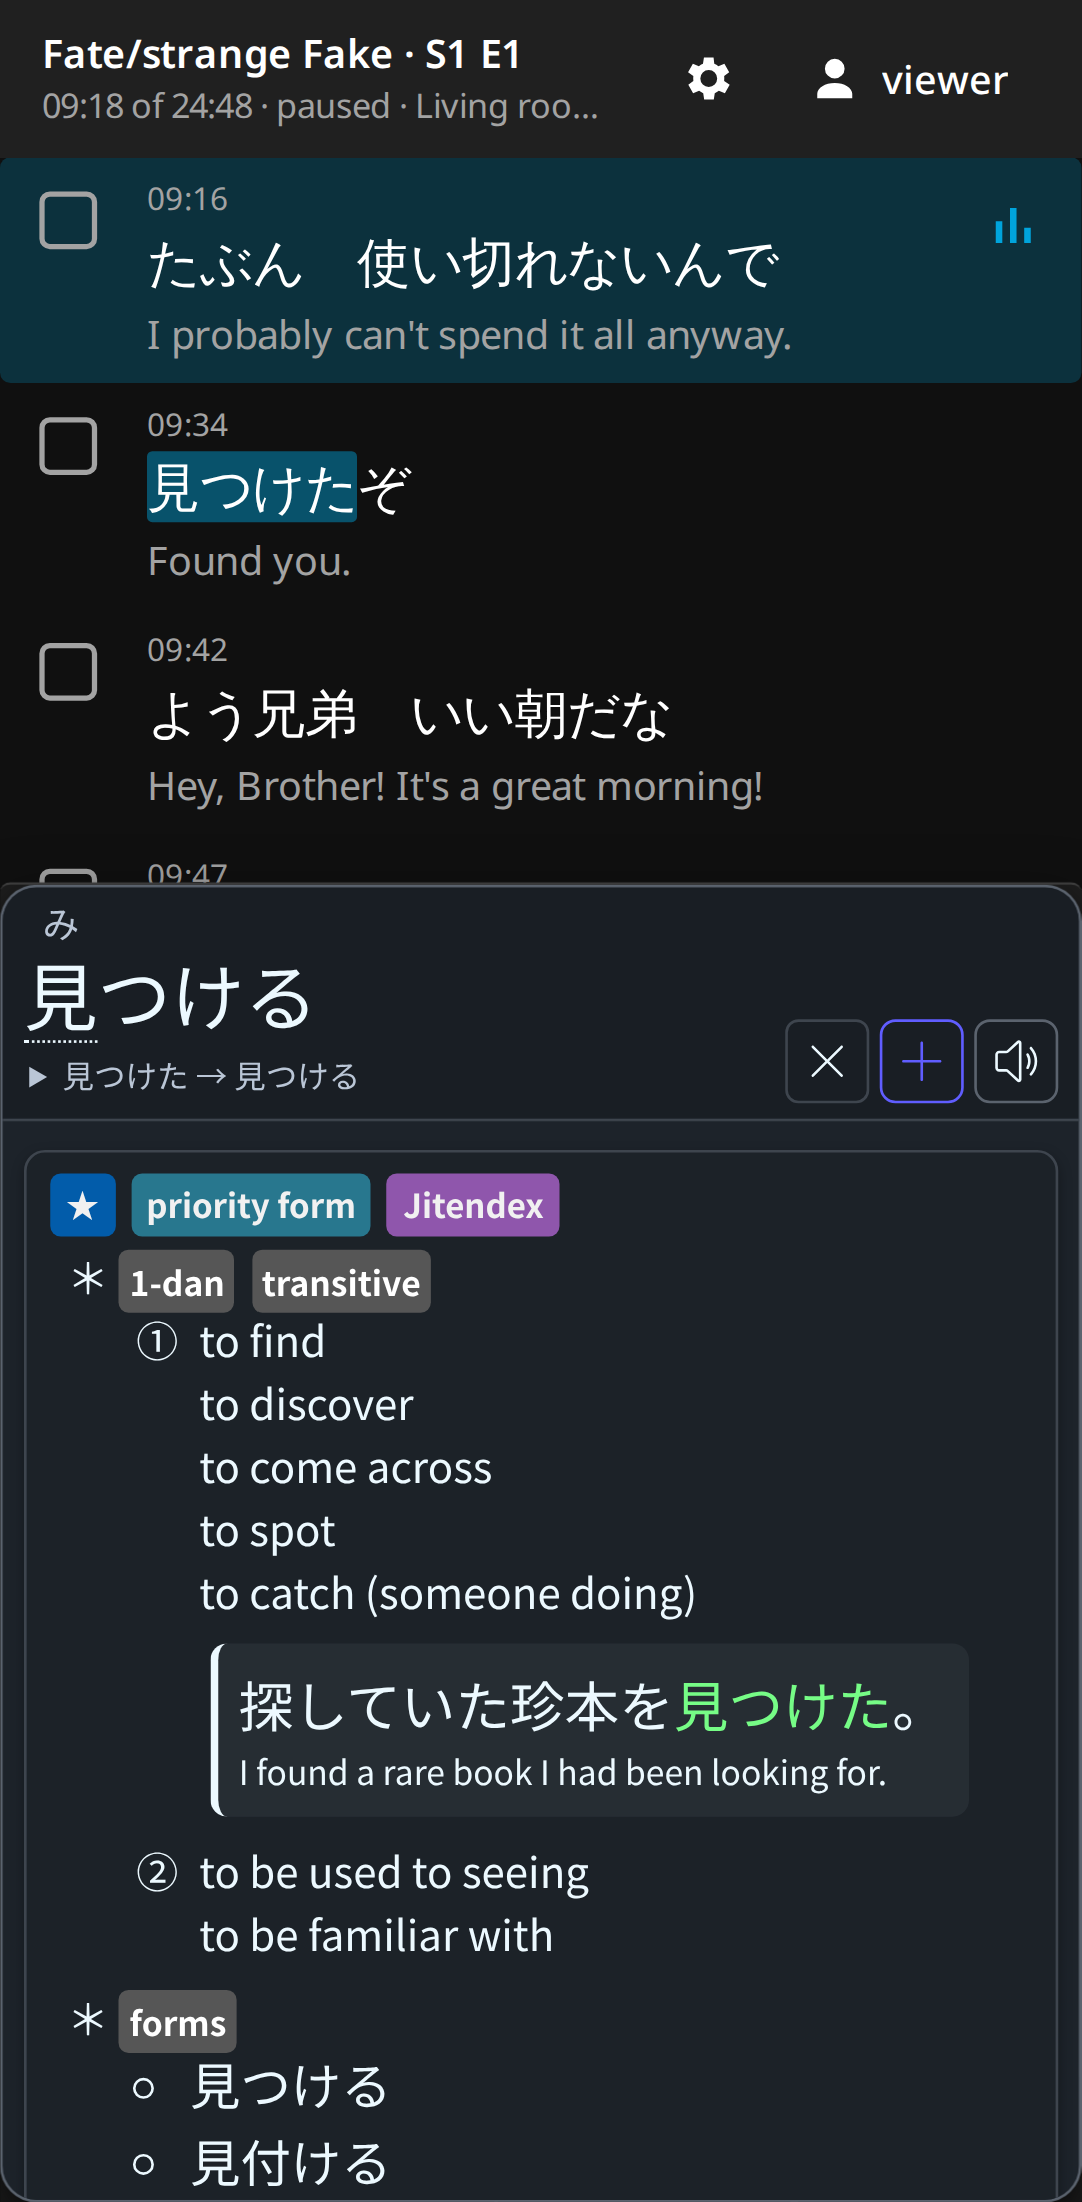 Fate/strange Fake · S1 E1
09:18 of 24:48 · paused · Living roo...
viewer
09:16
たぶん　使い切れないんで
I probably can't spend it all anyway.
09:34
見つけたぞ
Found you.
09:42
よう兄弟　いい朝だな
Hey, Brother! It's a great morning!
09:47
み
見つける
▶ 見つけた → 見つける
★ priority form Jitendex
＊ 1-dan transitive
① to find
to discover
to come across
to spot
to catch (someone doing)
探していた珍本を見つけた。
I found a rare book I had been looking for.
② to be used to seeing
to be familiar with
＊ forms
○ 見つける
○ 見付ける